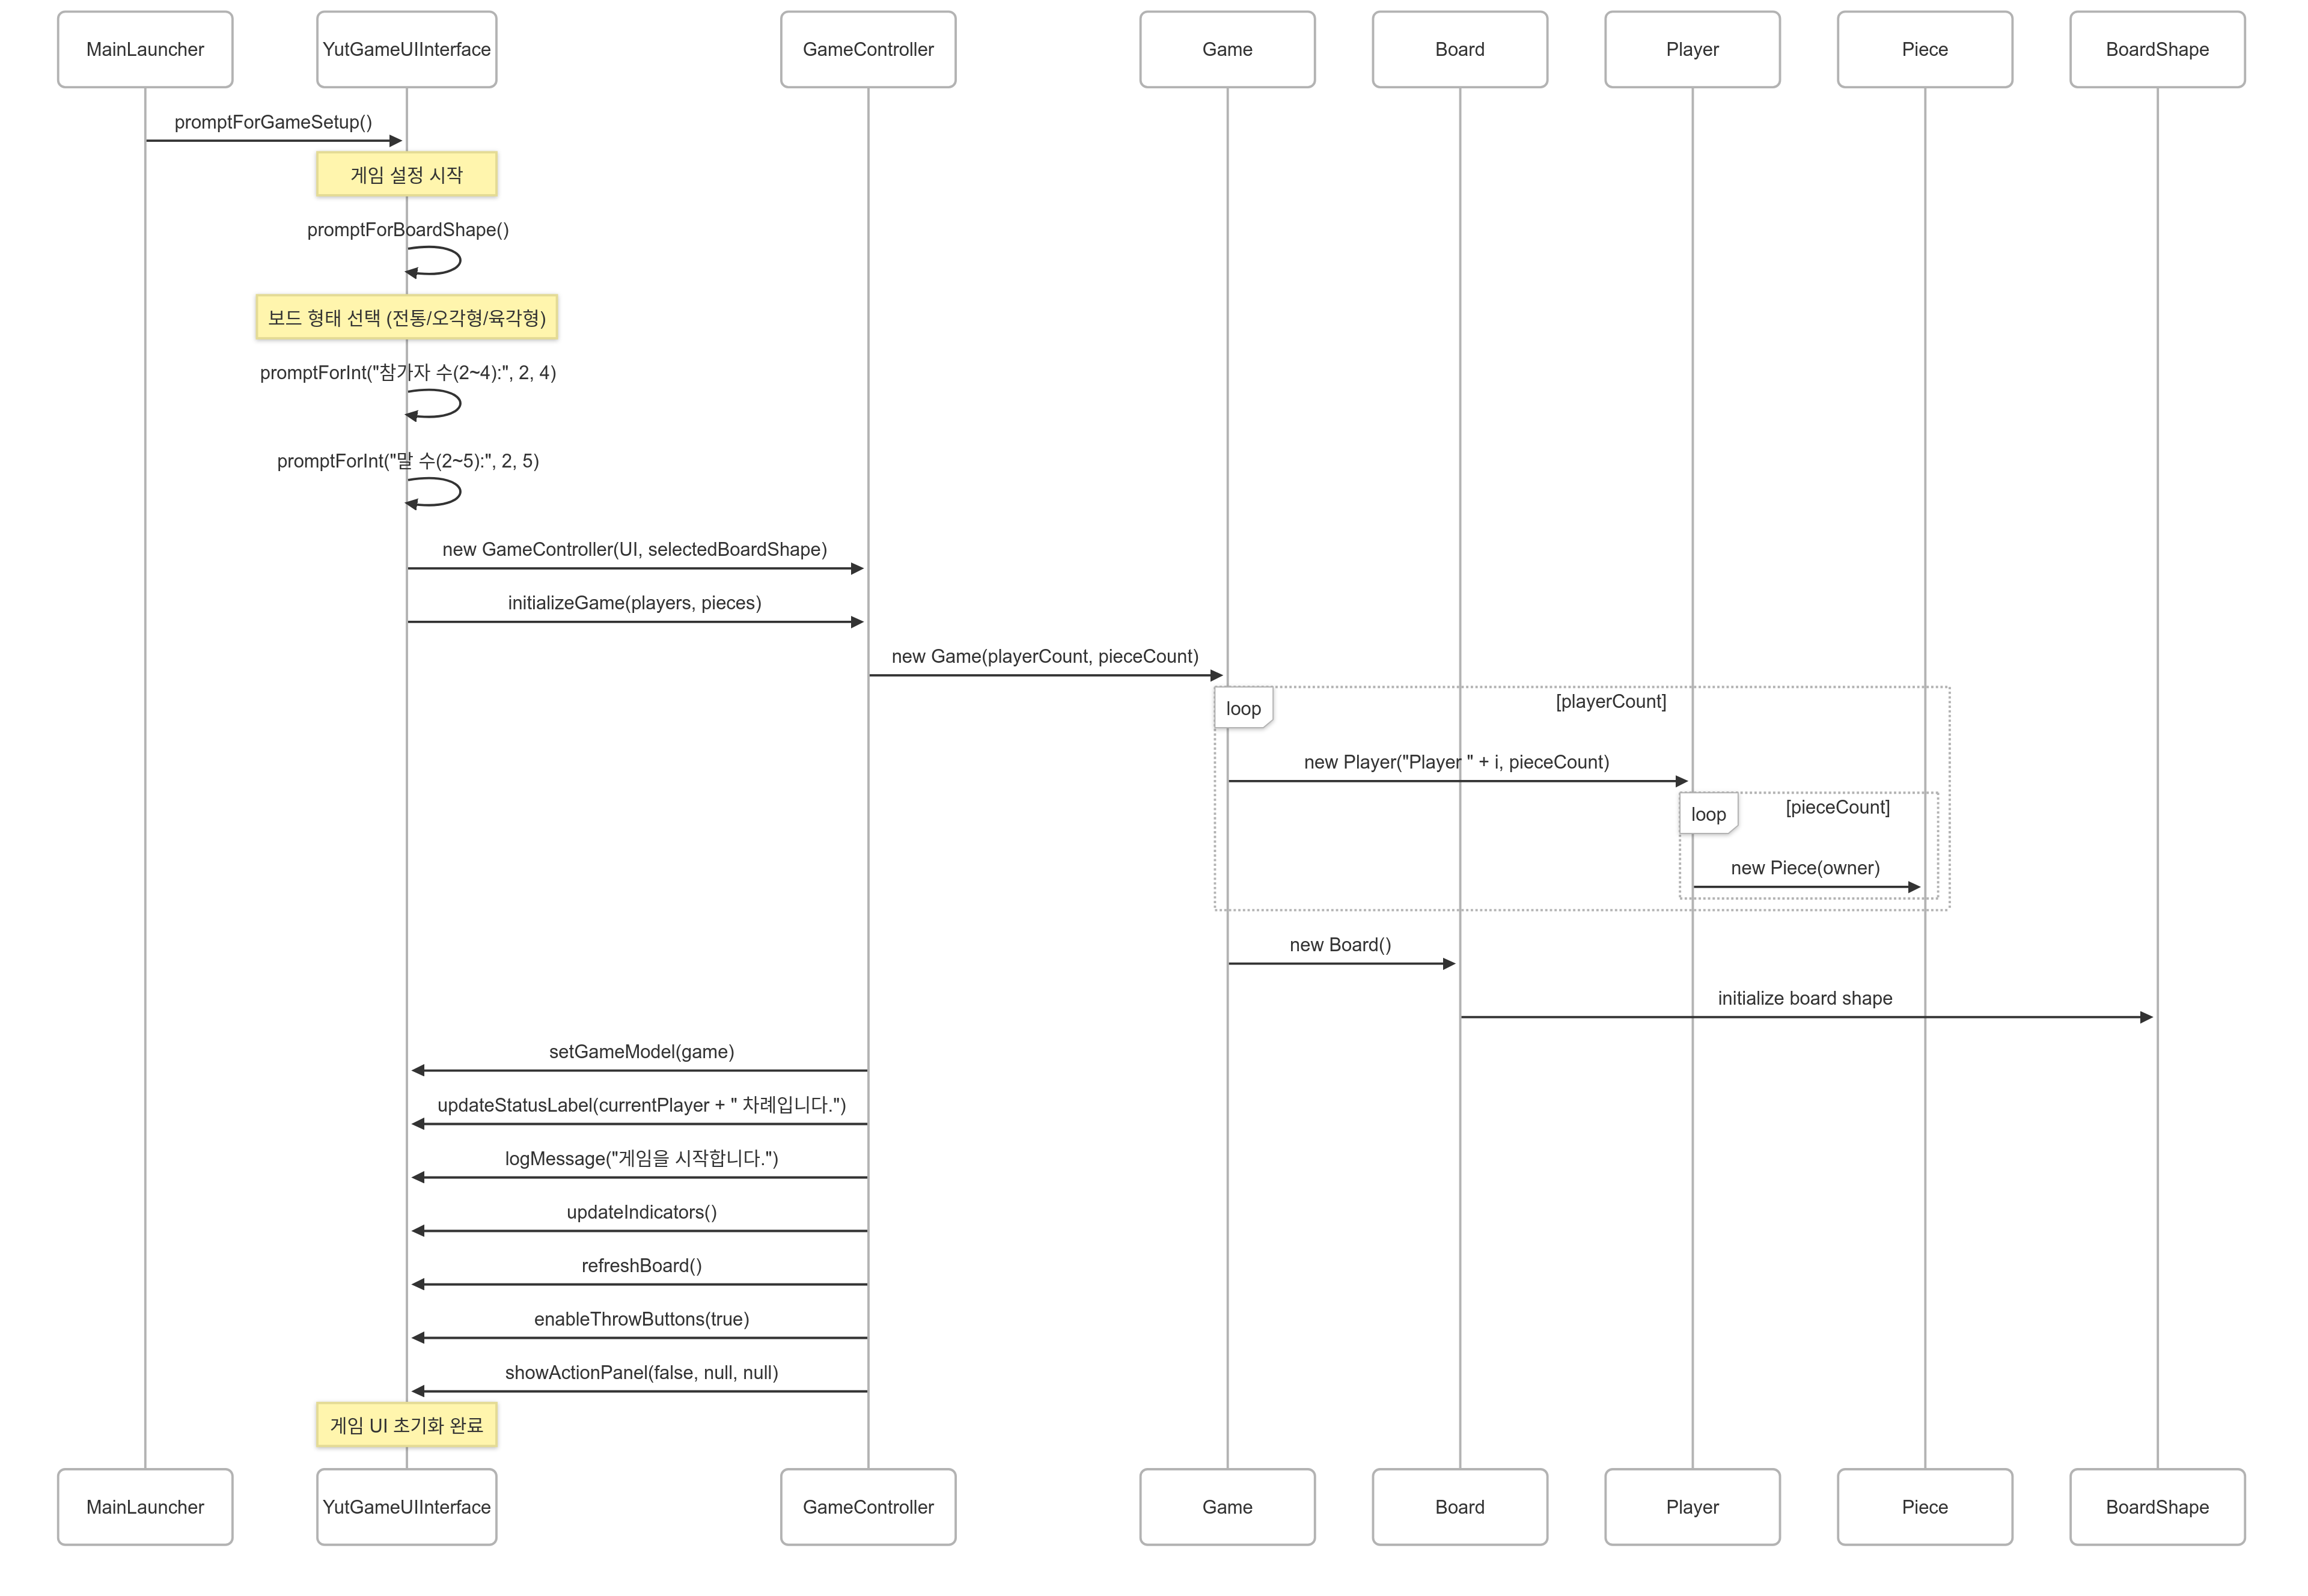 MainLauncher
YutGameUIInterface
GameController
Game
Board
Player
Piece
BoardShape
promptForGameSetup()
게임 설정 시작
promptForBoardShape()
보드 형태 선택 (전통/오각형/육각형)
promptForInt("참가자 수(2~4):", 2, 4)
promptForInt("말 수(2~5):", 2, 5)
new GameController(UI, selectedBoardShape)
initializeGame(players, pieces)
new Game(playerCount, pieceCount)
loop
[playerCount]
new Player("Player " + i, pieceCount)
loop
[pieceCount]
new Piece(owner)
new Board()
initialize board shape
setGameModel(game)
updateStatusLabel(currentPlayer + " 차례입니다.")
logMessage("게임을 시작합니다.")
updateIndicators()
refreshBoard()
enableThrowButtons(true)
showActionPanel(false, null, null)
게임 UI 초기화 완료
MainLauncher
YutGameUIInterface
GameController
Game
Board
Player
Piece
BoardShape